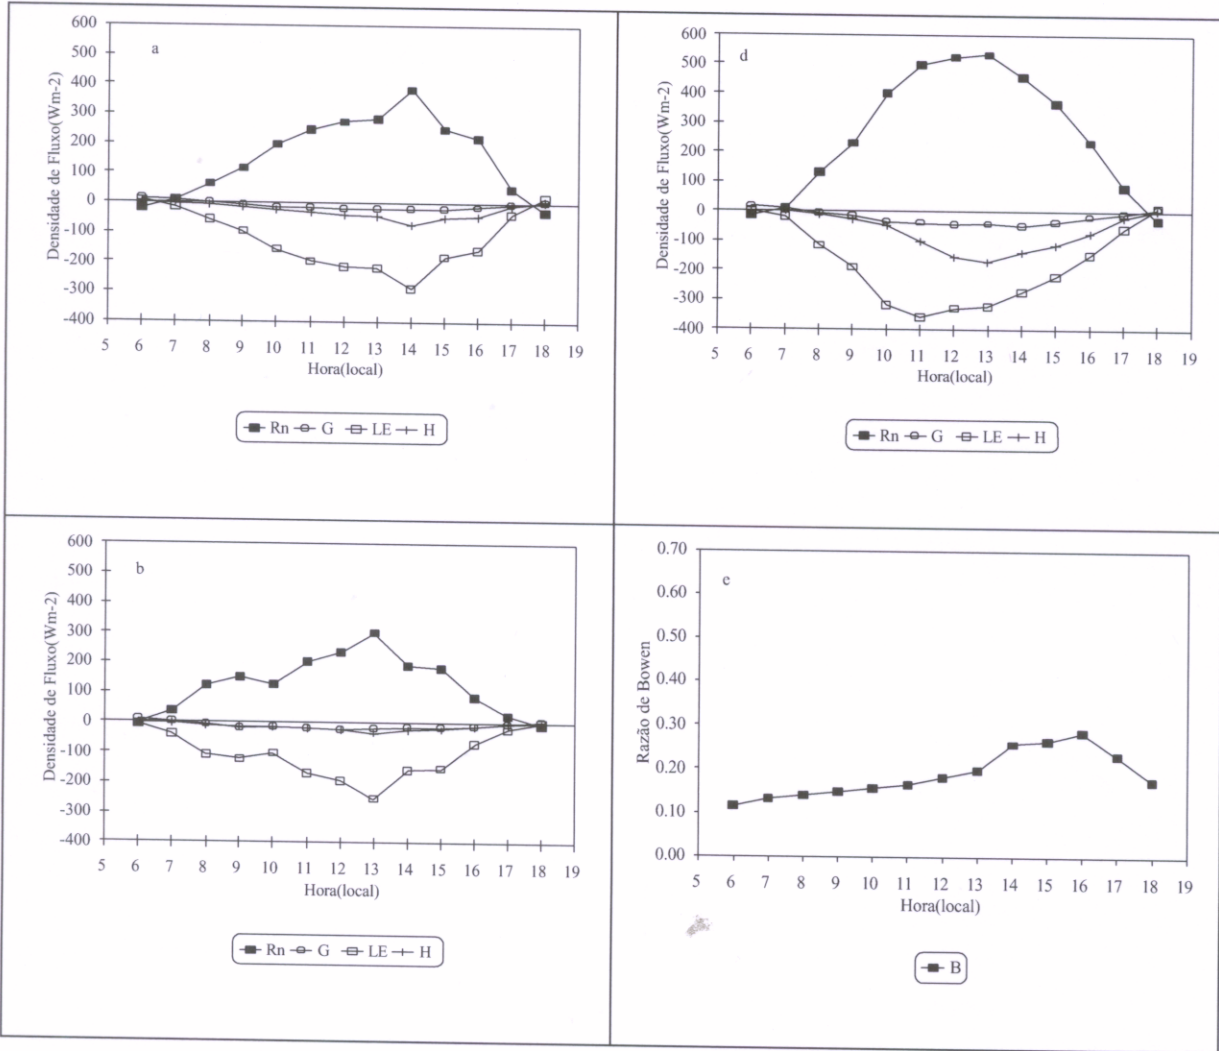 a
Densidade de Fluxo(Wm-2)
600
500
400
300
200
100
0
-100
-200
-300
-400
5 6 7 8 9 10 11 12 13 14 15 16 17 18 19
Hora(local)
Rn G LE H
d
Densidade de Fluxo(Wm-2)
600
500
400
300
200
100
0
-100
-200
-300
-400
5 6 7 8 9 10 11 12 13 14 15 16 17 18 19
Hora(local)
Rn G LE H
b
Densidade de Fluxo(Wm-2)
600
500
400
300
200
100
0
-100
-200
-300
-400
5 6 7 8 9 10 11 12 13 14 15 16 17 18 19
Hora(local)
Rn G LE H
e
Razão de Bowen
0.70
0.60
0.50
0.40
0.30
0.20
0.10
0.00
5 6 7 8 9 10 11 12 13 14 15 16 17 18 19
Hora(local)
B